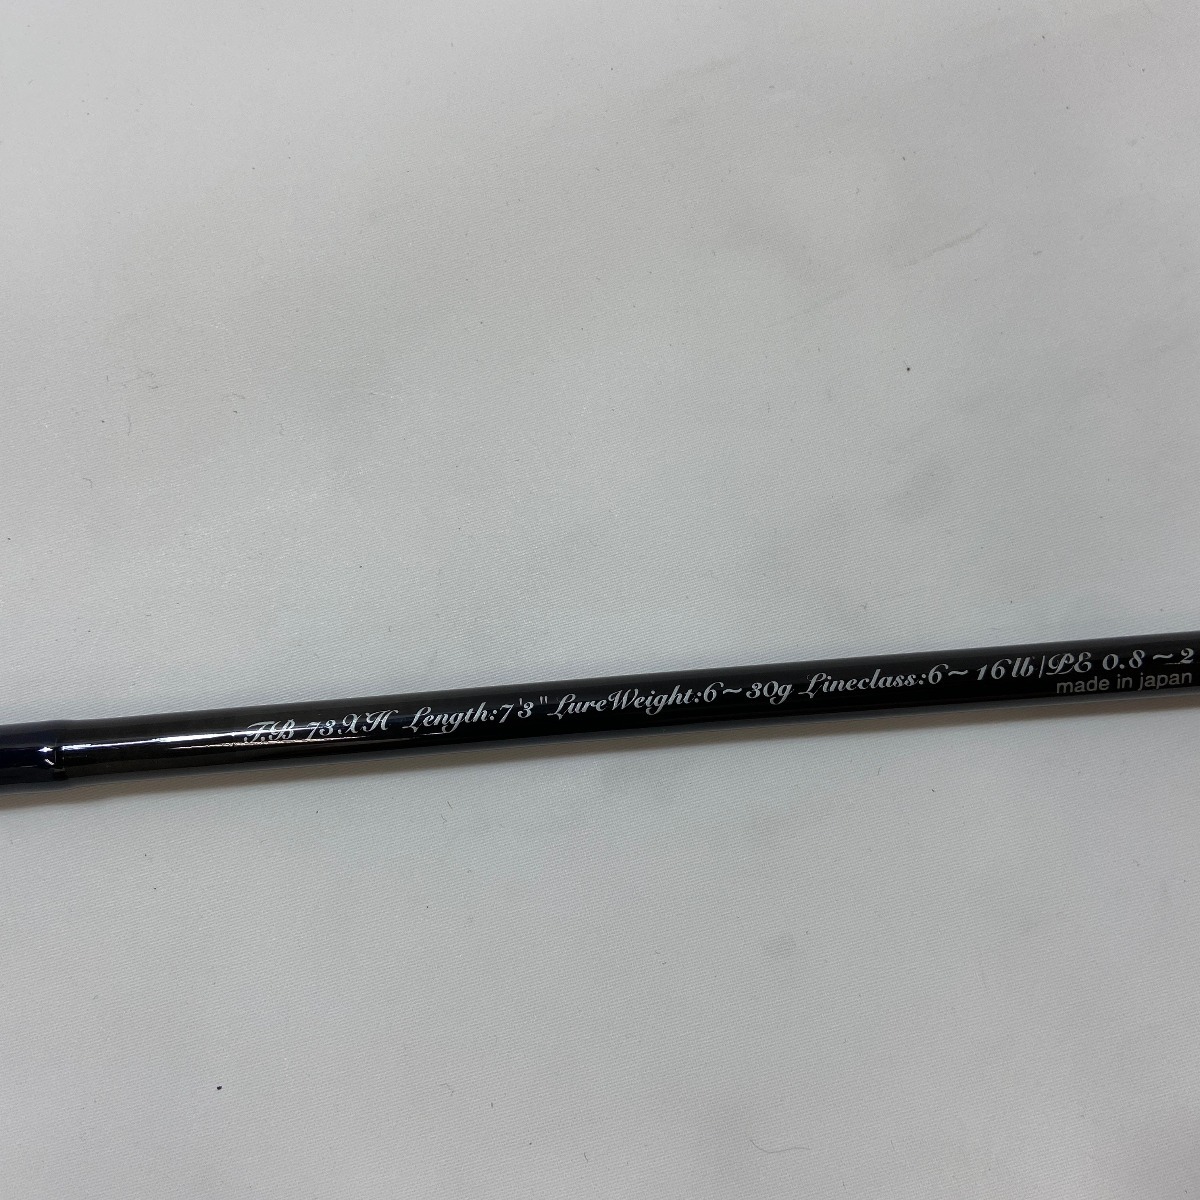 T.B 73XH Length:7'3" LureWeight:6~30g Lineclass:6~16lb/PE 0.8~2
made in japan